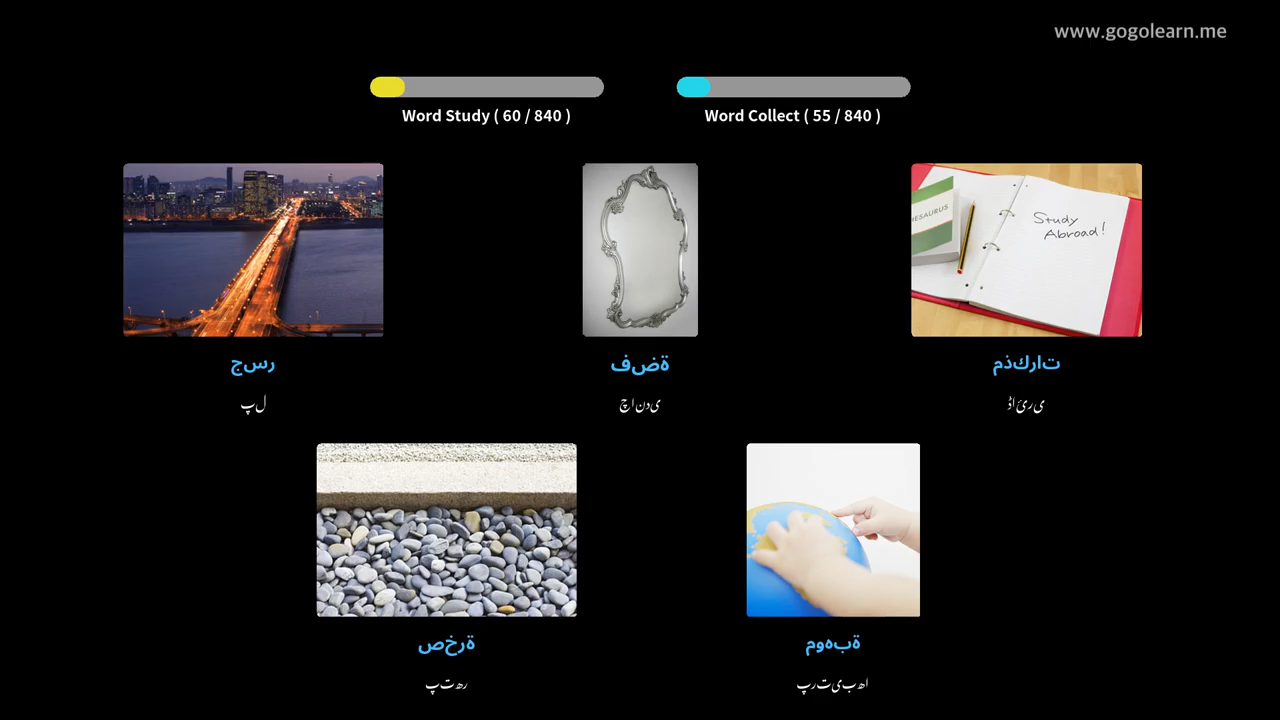 www.gogolearn.me
Word Study ( 60 / 840 )
Word Collect ( 55 / 840 )
رسج
ةضف
تاركذم
لپ
یدناچ
یرئاڈ
HESAURUS
Study
Abroad!
ةرخص
ةبهوم
رھتپ
اھبیترپ